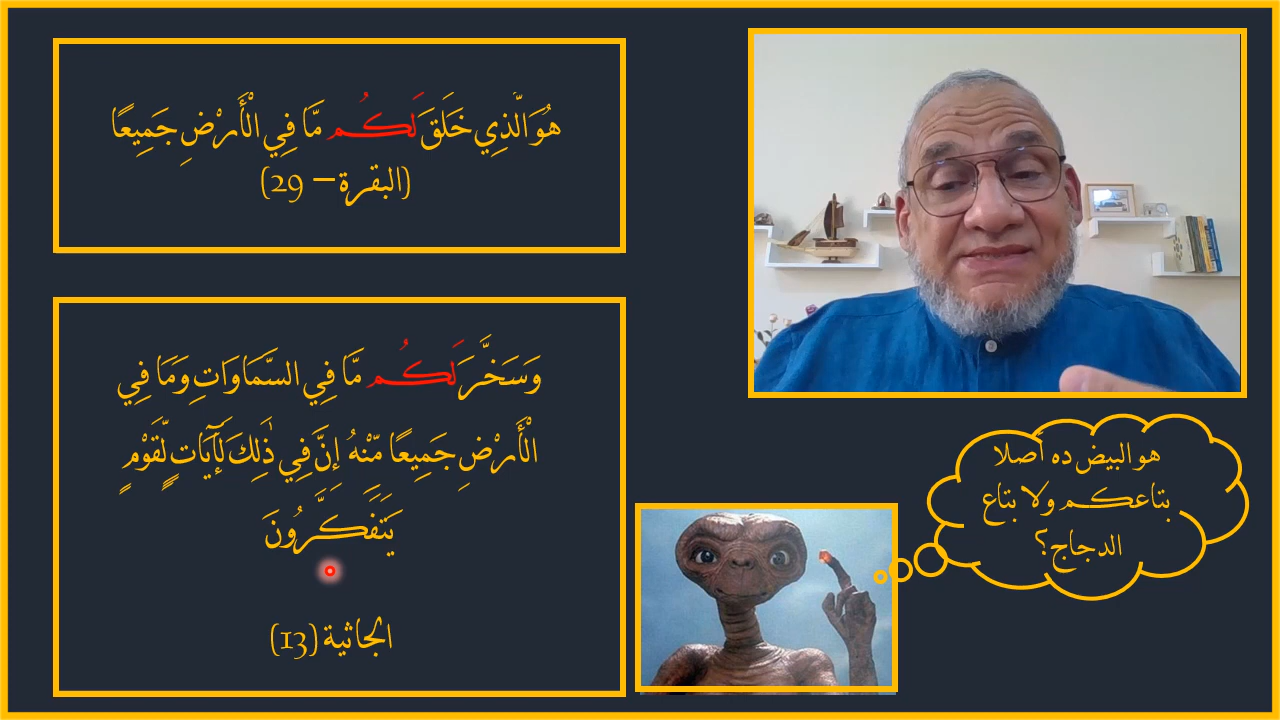 هُوَ الَّذِي خَلَقَ لَكُم مَّا فِي الْأَرْضِ جَمِيعًا
(البقرة – 29)
وَسَخَّرَ لَكُم مَّا فِي السَّمَاوَاتِ وَمَا فِي
الْأَرْضِ جَمِيعًا مِّنْهُ إِنَّ فِي ذَٰلِكَ لَآيَاتٍ لِّقَوْمٍ
يَتَفَكَّرُونَ
الجاثية (13)
هو البيض ده أصلا
بتاعكم ولا بتاع
الدجاج؟